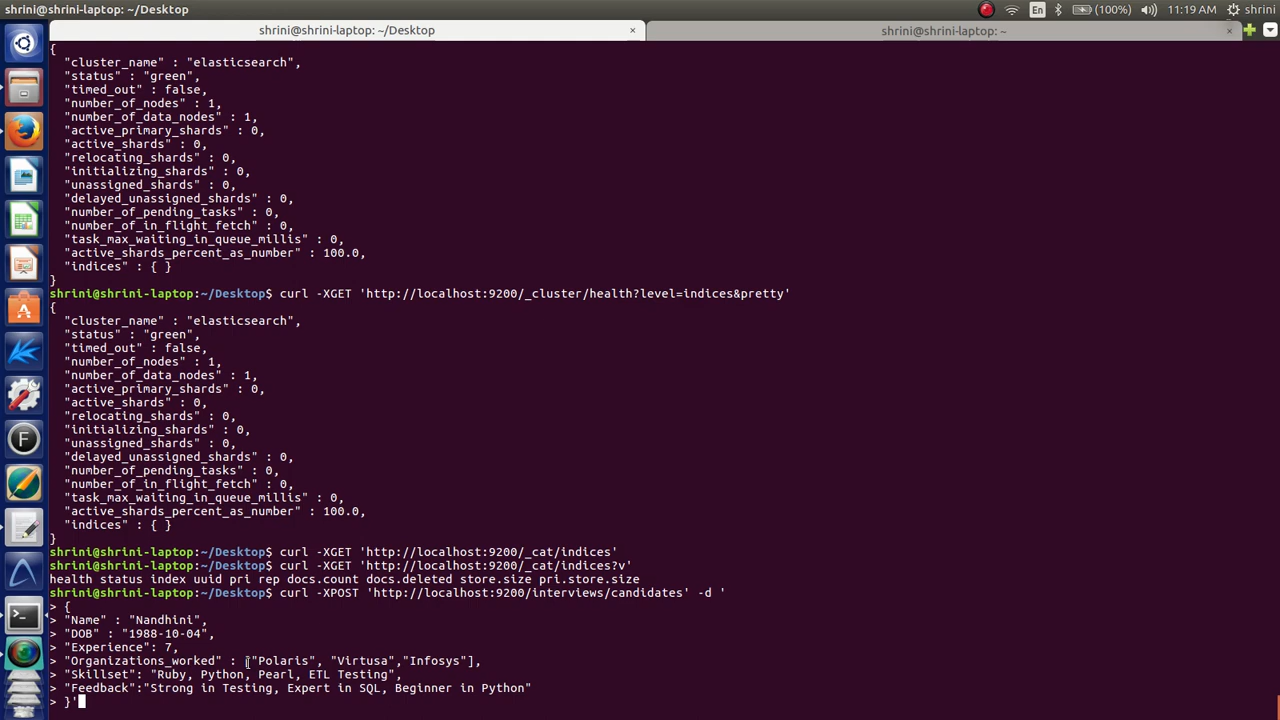 shrini@shrini-laptop: ~/Desktop
En
(100%)
11:19 AM
shrini
shrini@shrini-laptop: ~/Desktop ×
shrini@shrini-laptop: ~ ×
{
"cluster_name" : "elasticsearch",
"status" : "green",
"timed_out" : false,
"number_of_nodes" : 1,
"number_of_data_nodes" : 1,
"active_primary_shards" : 0,
"active_shards" : 0,
"relocating_shards" : 0,
"initializing_shards" : 0,
"unassigned_shards" : 0,
"delayed_unassigned_shards" : 0,
"number_of_pending_tasks" : 0,
"number_of_in_flight_fetch" : 0,
"task_max_waiting_in_queue_millis" : 0,
"active_shards_percent_as_number" : 100.0,
"indices" : { }
}
shrini@shrini-laptop:~/Desktop$ curl -XGET 'http://localhost:9200/_cluster/health?level=indices&pretty'
{
"cluster_name" : "elasticsearch",
"status" : "green",
"timed_out" : false,
"number_of_nodes" : 1,
"number_of_data_nodes" : 1,
"active_primary_shards" : 0,
"active_shards" : 0,
"relocating_shards" : 0,
"initializing_shards" : 0,
"unassigned_shards" : 0,
"delayed_unassigned_shards" : 0,
"number_of_pending_tasks" : 0,
"number_of_in_flight_fetch" : 0,
"task_max_waiting_in_queue_millis" : 0,
"active_shards_percent_as_number" : 100.0,
"indices" : { }
}
shrini@shrini-laptop:~/Desktop$ curl -XGET 'http://localhost:9200/_cat/indices'
shrini@shrini-laptop:~/Desktop$ curl -XGET 'http://localhost:9200/_cat/indices?v'
health status index uuid pri rep docs.count docs.deleted store.size pri.store.size
shrini@shrini-laptop:~/Desktop$ curl -XPOST 'http://localhost:9200/interviews/candidates' -d '
> {
> "Name" : "Nandhini",
> "DOB" : "1988-10-04",
> "Experience": 7,
> "Organizations_worked" : ["Polaris", "Virtusa","Infosys"],
> "Skillset": "Ruby, Python, Pearl, ETL Testing",
> "Feedback":"Strong in Testing, Expert in SQL, Beginner in Python"
> }'